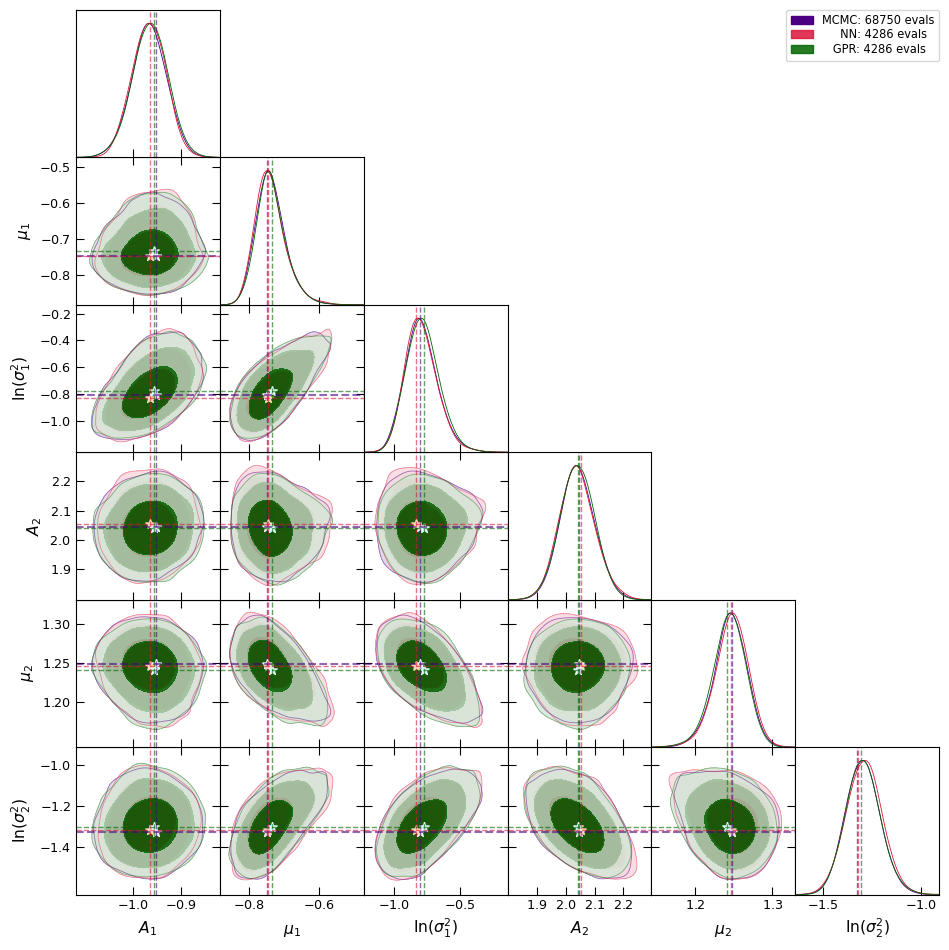 MCMC: 68750 evals
NN: 4286 evals
GPR: 4286 evals
−0.5
−0.6
−0.7
−0.8
μ₁
−0.2
−0.4
−0.6
−0.8
−1.0
ln(σ₁²)
2.2
2.1
2.0
1.9
A₂
1.30
1.25
1.20
μ₂
−1.0
−1.2
−1.4
ln(σ₂²)
−1.0 −0.9 −0.8 −0.6 −1.0 −0.5 1.9 2.0 2.1 2.2 1.2 1.3 −1.5 −1.0
A₁ μ₁ ln(σ₁²) A₂ μ₂ ln(σ₂²)